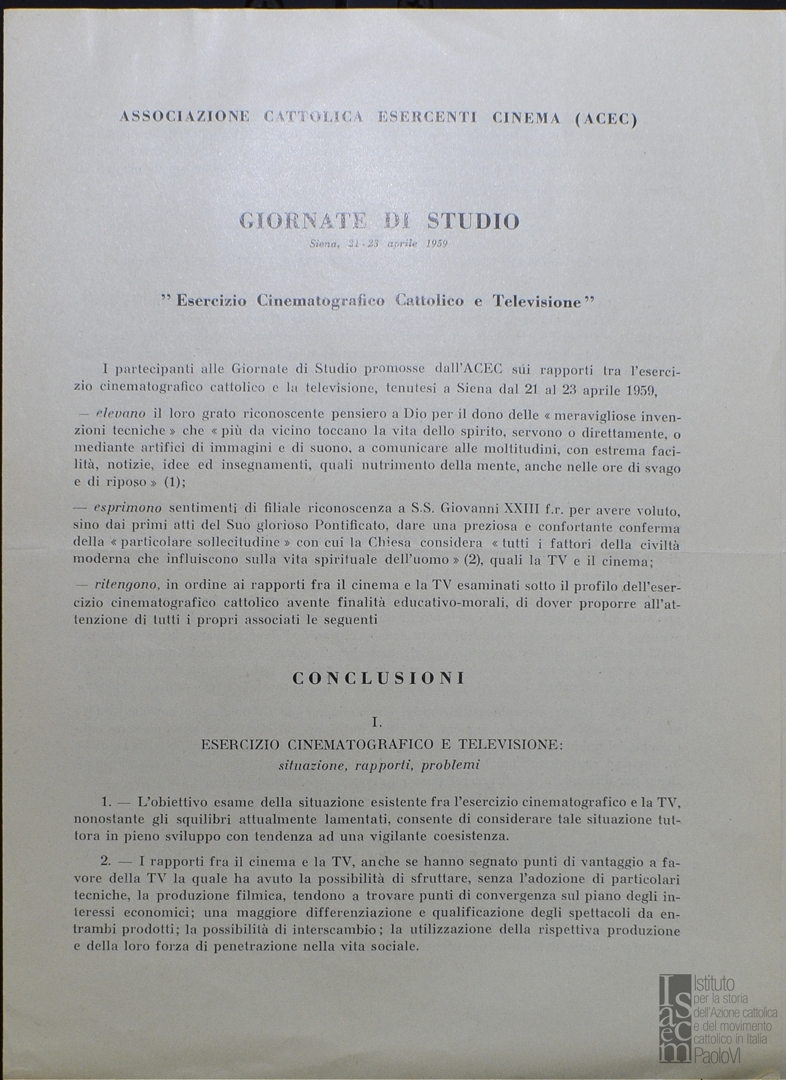 ASSOCIAZIONE CATTOLICA ESERCENTI CINEMA (ACEC)
GIORNATE DI STUDIO
Siena, 21-23 aprile 1959
” Esercizio Cinematografico Cattolico e Televisione ”
I partecipanti alle Giornate di Studio promosse dall'ACEC sui rapporti tra l'eserci-
zio cinematografico cattolico e la televisione, tenutesi a Siena dal 21 al 23 aprile 1959,
— elevano il loro grato riconoscente pensiero a Dio per il dono delle « meravigliose inven-
zioni tecniche » che « più da vicino toccano la vita dello spirito, servono o direttamente, o
mediante artifici di immagini e di suono, a comunicare alle moltitudini, con estrema faci-
lità, notizie, idee ed insegnamenti, quali nutrimento della mente, anche nelle ore di svago
e di riposo » (1);
— esprimono sentimenti di filiale riconoscenza a S.S. Giovanni XXIII f.r. per avere voluto,
sino dai primi atti del Suo glorioso Pontificato, dare una preziosa e confortante conferma
della « particolare sollecitudine » con cui la Chiesa considera « tutti i fattori della civiltà
moderna che influiscono sulla vita spirituale dell'uomo » (2), quali la TV e il cinema;
— ritengono, in ordine ai rapporti fra il cinema e la TV esaminati sotto il profilo dell'eser-
cizio cinematografico cattolico avente finalità educativo-morali, di dover proporre all'at-
tenzione di tutti i propri associati le seguenti
CONCLUSIONI
I.
ESERCIZIO CINEMATOGRAFICO E TELEVISIONE:
situazione, rapporti, problemi
1. — L'obiettivo esame della situazione esistente fra l'esercizio cinematografico e la TV,
nonostante gli squilibri attualmente lamentati, consente di considerare tale situazione tut-
tora in pieno sviluppo con tendenza ad una vigilante coesistenza.
2. — I rapporti fra il cinema e la TV, anche se hanno segnato punti di vantaggio a fa-
vore della TV la quale ha avuto la possibilità di sfruttare, senza l'adozione di particolari
tecniche, la produzione filmica, tendono a trovare punti di convergenza sul piano degli in-
teressi economici; una maggiore differenziazione e qualificazione degli spettacoli da en-
trambi prodotti; la possibilità di interscambio; la utilizzazione della rispettiva produzione
e della loro forza di penetrazione nella vita sociale.
Isacem
Istituto
per la storia
dell'Azione cattolica
e del movimento
cattolico in Italia
PaoloVI